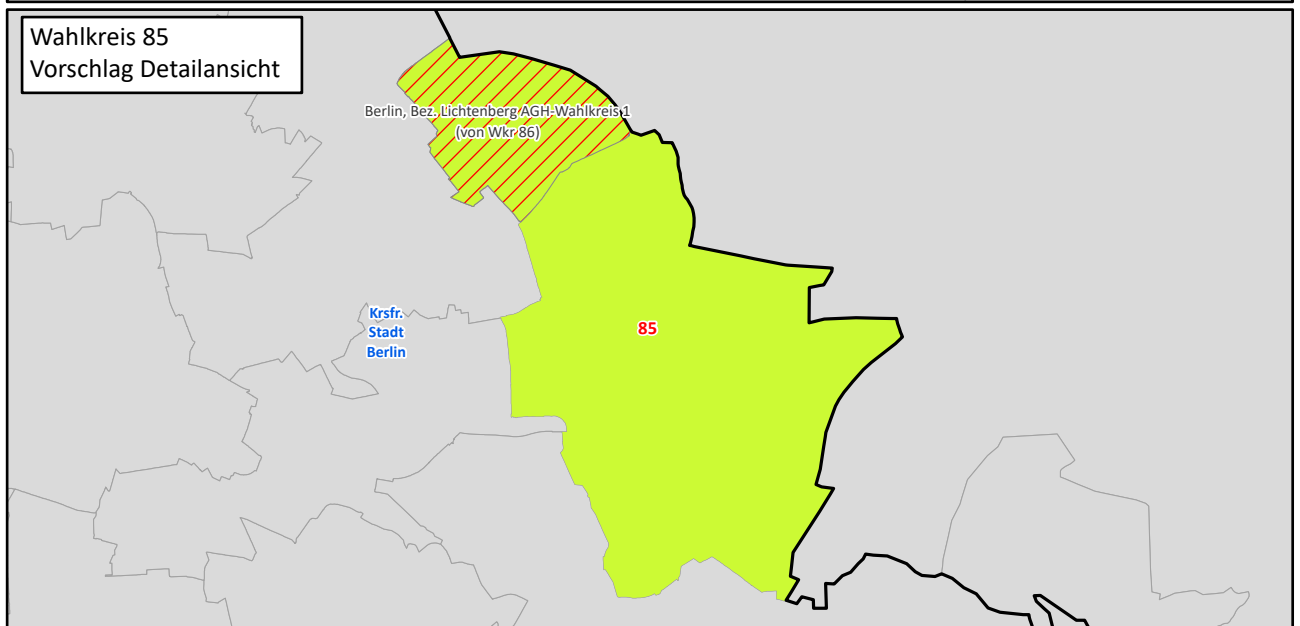 Wahlkreis 85
Vorschlag Detailansicht
Berlin, Bez. Lichtenberg AGH-Wahlkreis 1
(von Wkr 86)
Krsfr.
Stadt
Berlin
85